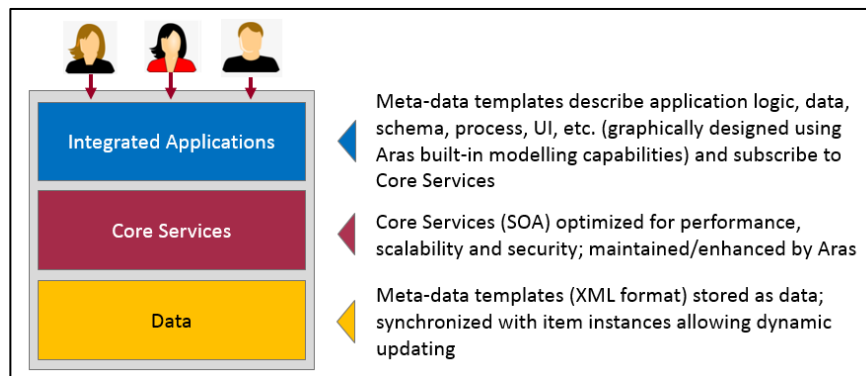 Integrated Applications
Meta-data templates describe application logic, data,
schema, process, UI, etc. (graphically designed using
Aras built-in modelling capabilities) and subscribe to
Core Services
Core Services
Core Services (SOA) optimized for performance,
scalability and security; maintained/enhanced by Aras
Data
Meta-data templates (XML format) stored as data;
synchronized with item instances allowing dynamic
updating